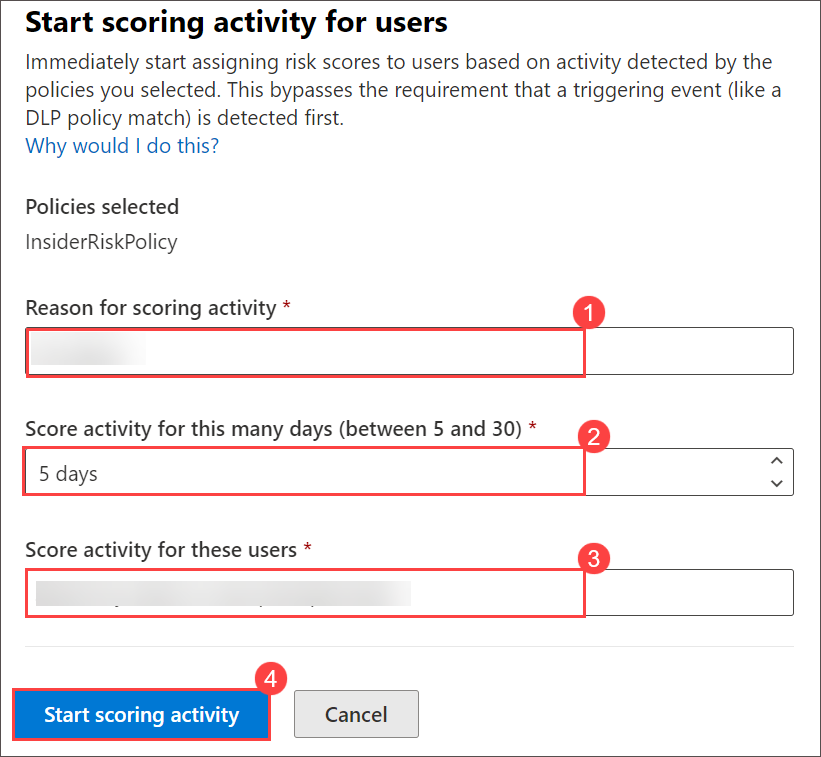 Start scoring activity for users
Immediately start assigning risk scores to users based on activity detected by the
policies you selected. This bypasses the requirement that a triggering event (like a
DLP policy match) is detected first.
Why would I do this?
Policies selected
InsiderRiskPolicy
Reason for scoring activity *
1
Score activity for this many days (between 5 and 30) *
2
5 days
Score activity for these users *
3
4
Start scoring activity
Cancel